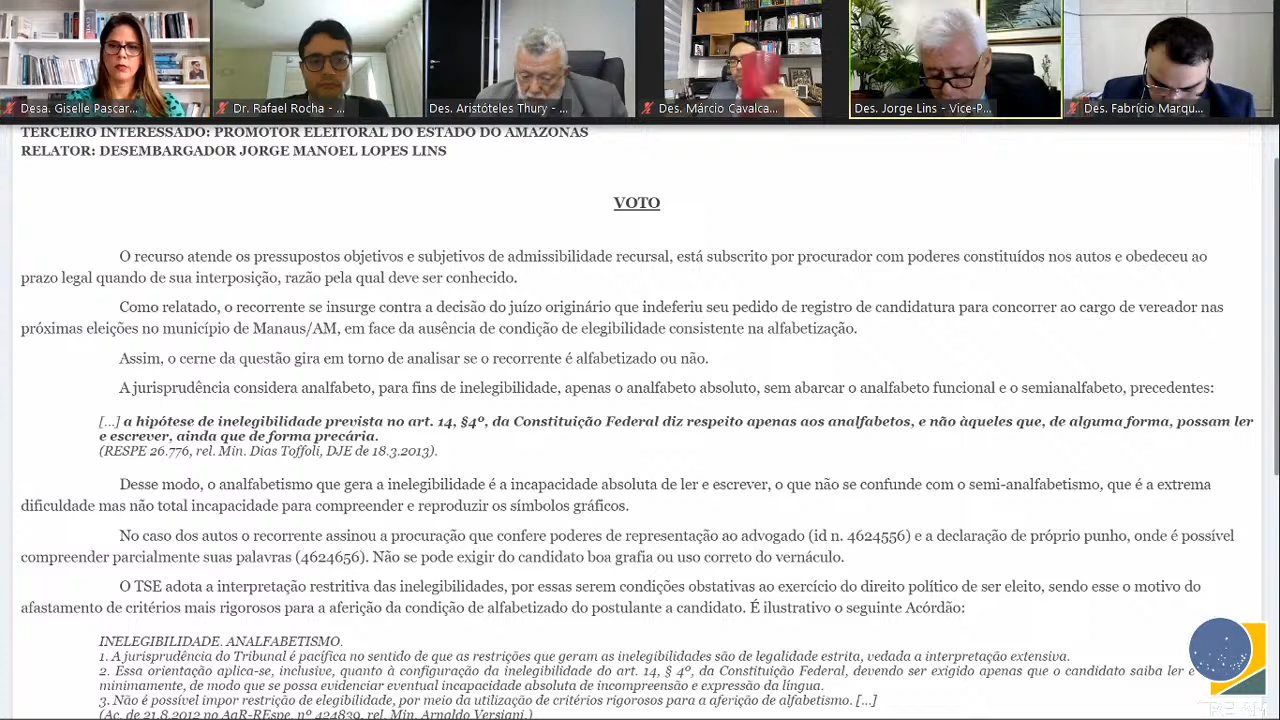 Desa. Giselle Pascar...
Dr. Rafael Rocha - ...
Des. Aristóteles Thury - ...
Des. Márcio Cavalca...
Des. Jorge Lins - Vice-P...
Des. Fabrício Marqu...
TERCEIRO INTERESSADO: PROMOTOR ELEITORAL DO ESTADO DO AMAZONAS
RELATOR: DESEMBARGADOR JORGE MANOEL LOPES LINS
VOTO
O recurso atende os pressupostos objetivos e subjetivos de admissibilidade recursal, está subscrito por procurador com poderes constituídos nos autos e obedeceu ao
prazo legal quando de sua interposição, razão pela qual deve ser conhecido.
Como relatado, o recorrente se insurge contra a decisão do juízo originário que indeferiu seu pedido de registro de candidatura para concorrer ao cargo de vereador nas
próximas eleições no município de Manaus/AM, em face da ausência de condição de elegibilidade consistente na alfabetização.
Assim, o cerne da questão gira em torno de analisar se o recorrente é alfabetizado ou não.
A jurisprudência considera analfabeto, para fins de inelegibilidade, apenas o analfabeto absoluto, sem abarcar o analfabeto funcional e o semianalfabeto, precedentes:
[...] a hipótese de inelegibilidade prevista no art. 14, §4º, da Constituição Federal diz respeito apenas aos analfabetos, e não àqueles que, de alguma forma, possam ler
e escrever, ainda que de forma precária.
(RESPE 26.776, rel. Min. Dias Toffoli, DJE de 18.3.2013).
Desse modo, o analfabetismo que gera a inelegibilidade é a incapacidade absoluta de ler e escrever, o que não se confunde com o semi-analfabetismo, que é a extrema
dificuldade mas não total incapacidade para compreender e reproduzir os símbolos gráficos.
No caso dos autos o recorrente assinou a procuração que confere poderes de representação ao advogado (id n. 4624556) e a declaração de próprio punho, onde é possível
compreender parcialmente suas palavras (4624656). Não se pode exigir do candidato boa grafia ou uso correto do vernáculo.
O TSE adota a interpretação restritiva das inelegibilidades, por essas serem condições obstativas ao exercício do direito político de ser eleito, sendo esse o motivo do
afastamento de critérios mais rigorosos para a aferição da condição de alfabetizado do postulante a candidato. É ilustrativo o seguinte Acórdão:
INELEGIBILIDADE. ANALFABETISMO.
1. A jurisprudência do Tribunal é pacífica no sentido de que as restrições que geram as inelegibilidades são de legalidade estrita, vedada a interpretação extensiva.
2. Essa orientação aplica-se, inclusive, quanto à configuração da inelegibilidade do art. 14, § 4º, da Constituição Federal, devendo ser exigido apenas que o candidato saiba ler e
minimamente, de modo que se possa evidenciar eventual incapacidade absoluta de incompreensão e expressão da língua.
3. Não é possível impor restrição de elegibilidade, por meio da utilização de critérios rigorosos para a aferição de alfabetismo. [...]
(Ac. de 21.8.2012 no AgR-REspe. nº 424839, rel. Min. Arnaldo Versiani.)
TRE-AM